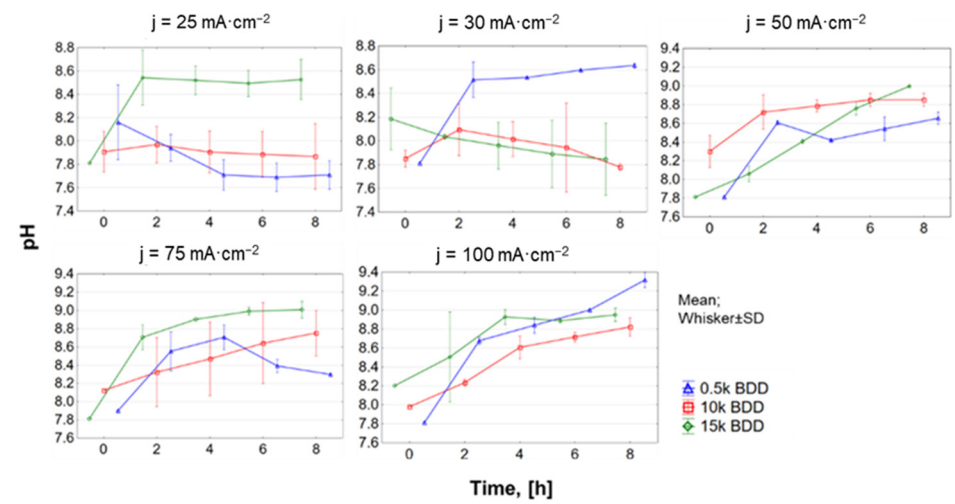 j = 25 mA·cm⁻²
j = 30 mA·cm⁻²
j = 50 mA·cm⁻²
8.8
8.6
8.4
8.2
8.0
7.8
7.6
7.4
0 2 4 6 8
8.8
8.6
8.4
8.2
8.0
7.8
7.6
7.4
0 2 4 6 8
9.4
9.2
9.0
8.8
8.6
8.4
8.2
8.0
7.8
7.6
0 2 4 6 8
pH
j = 75 mA·cm⁻²
j = 100 mA·cm⁻²
9.4
9.2
9.0
8.8
8.6
8.4
8.2
8.0
7.8
7.6
0 2 4 6 8
9.4
9.2
9.0
8.8
8.6
8.4
8.2
8.0
7.8
7.6
0 2 4 6 8
Mean;
Whisker±SD
0.5k BDD
10k BDD
15k BDD
Time, [h]